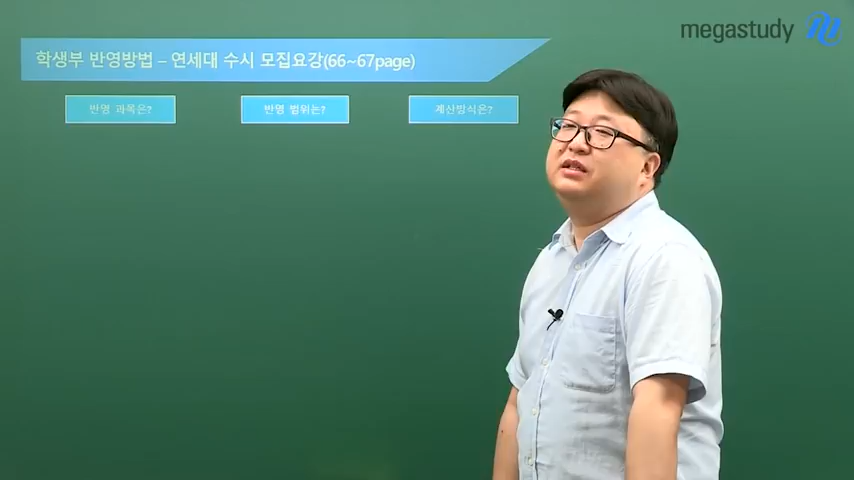 megastudy
학생부 반영방법 – 연세대 수시 모집요강(66~67page)
반영 과목은?
반영 범위는?
계산방식은?